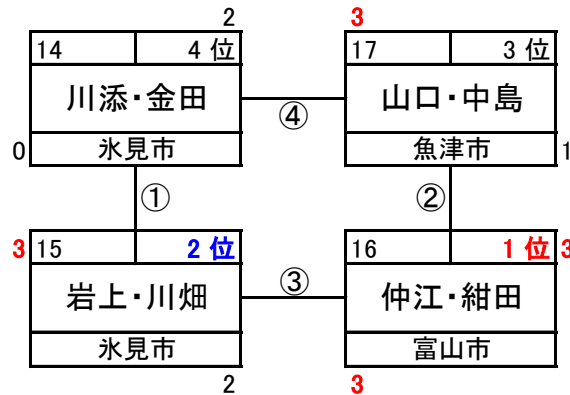 2 3
14 4 位 17 3 位
川添・金田 山口・中島
④
0 氷見市 魚津市 1
① ②
3 15 2 位 16 1 位 3
岩上・川畑 仲江・紺田
③
氷見市 富山市
2 3